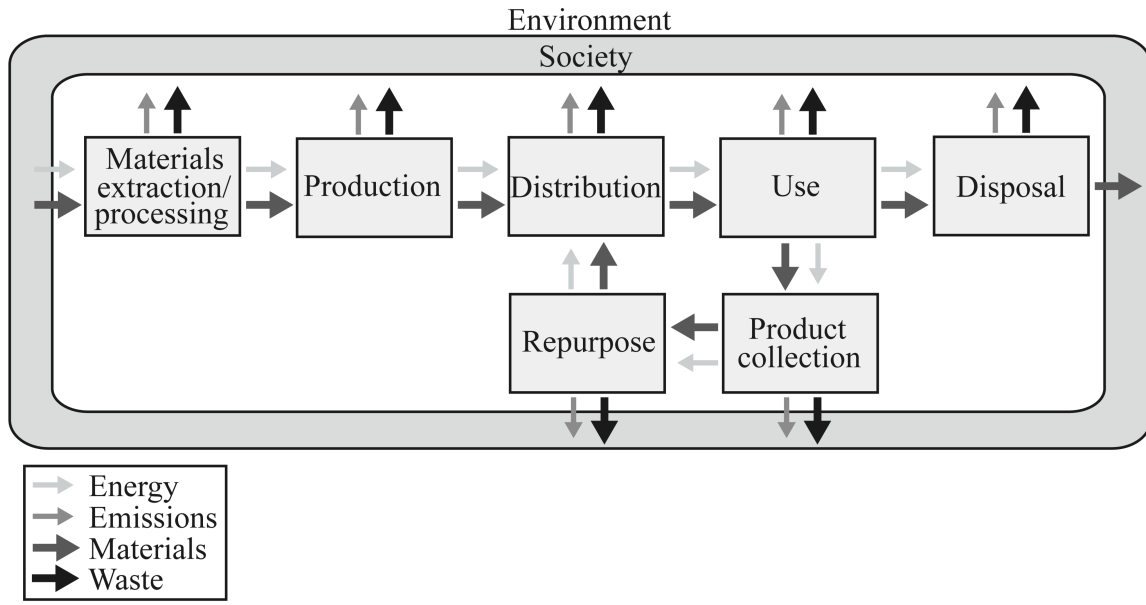 Environment
Society
Materials
extraction/
processing
Production
Distribution
Use
Disposal
Repurpose
Product
collection
Energy
Emissions
Materials
Waste